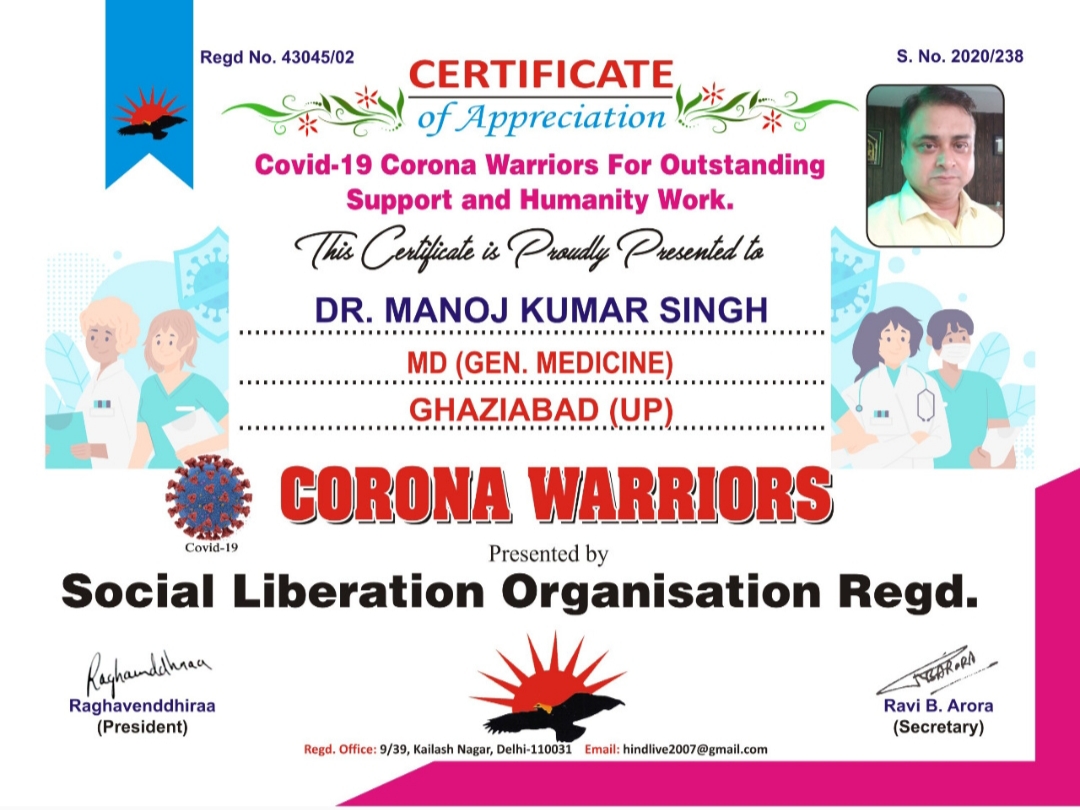 Regd No. 43045/02
S. No. 2020/238
CERTIFICATE
of Appreciation
Covid-19 Corona Warriors For Outstanding
Support and Humanity Work.
This Certificate is Proudly Presented to
DR. MANOJ KUMAR SINGH
MD (GEN. MEDICINE)
GHAZIABAD (UP)
CORONA WARRIORS
Covid-19
Presented by
Social Liberation Organisation Regd.
Raghavenddhiraa
(President)
Ravi B. Arora
(Secretary)
Regd. Office: 9/39, Kailash Nagar, Delhi-110031 Email: hindlive2007@gmail.com